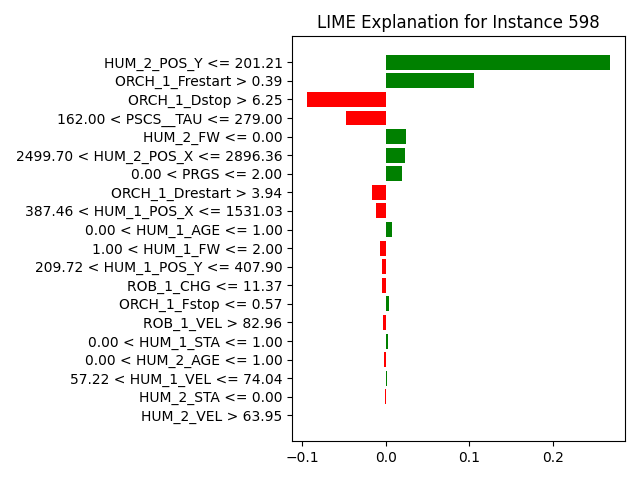 LIME Explanation for Instance 598
HUM_2_POS_Y <= 201.21
ORCH_1_Frestart > 0.39
ORCH_1_Dstop > 6.25
162.00 < PSCS__TAU <= 279.00
HUM_2_FW <= 0.00
2499.70 < HUM_2_POS_X <= 2896.36
0.00 < PRGS <= 2.00
ORCH_1_Drestart > 3.94
387.46 < HUM_1_POS_X <= 1531.03
0.00 < HUM_1_AGE <= 1.00
1.00 < HUM_1_FW <= 2.00
209.72 < HUM_1_POS_Y <= 407.90
ROB_1_CHG <= 11.37
ORCH_1_Fstop <= 0.57
ROB_1_VEL > 82.96
0.00 < HUM_1_STA <= 1.00
0.00 < HUM_2_AGE <= 1.00
57.22 < HUM_1_VEL <= 74.04
HUM_2_STA <= 0.00
HUM_2_VEL > 63.95
−0.1 0.0 0.1 0.2